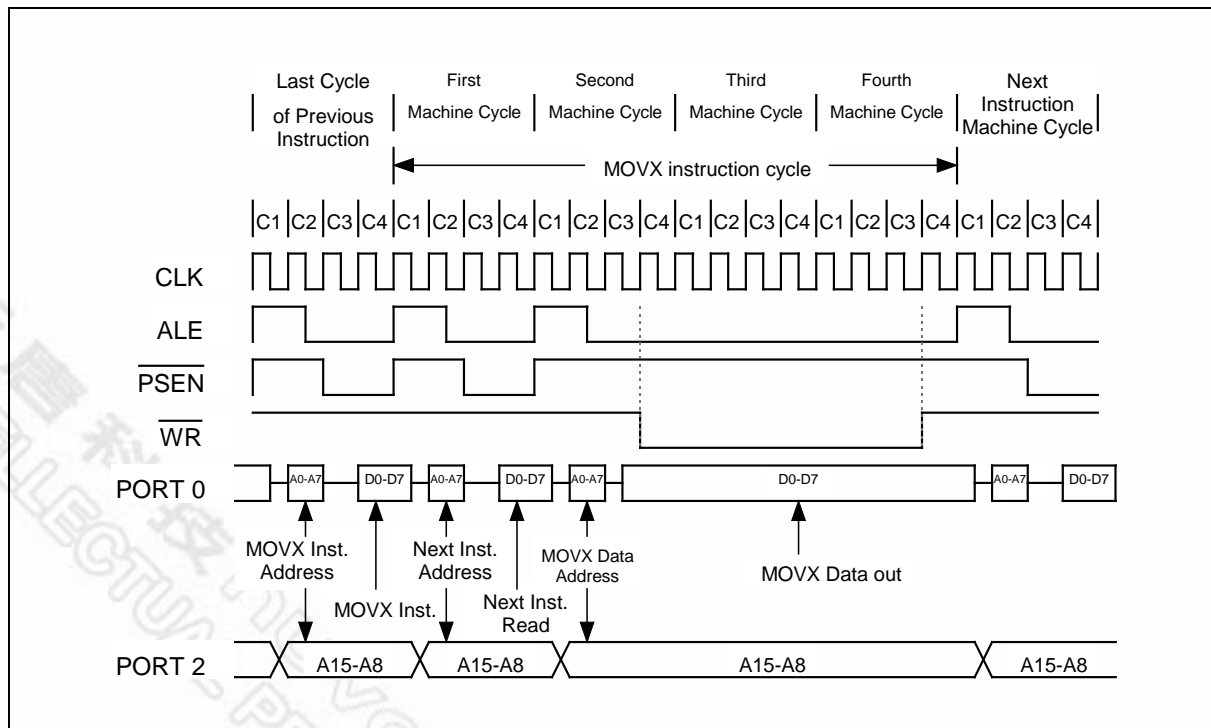 Last Cycle
of Previous
Instruction
First
Machine Cycle
Second
Machine Cycle
Third
Machine Cycle
Fourth
Machine Cycle
Next
Instruction
Machine Cycle
MOVX instruction cycle
C1 C2 C3 C4 C1 C2 C3 C4 C1 C2 C3 C4 C1 C2 C3 C4 C1 C2 C3 C4 C1 C2 C3 C4
CLK
ALE
PSEN
WR
PORT 0
A0-A7 D0-D7 A0-A7 D0-D7 A0-A7 D0-D7 A0-A7 D0-D7
MOVX Inst.
Address
MOVX Inst.
Next Inst.
Address
Next Inst.
Read
MOVX Data
Address
MOVX Data out
PORT 2
A15-A8 A15-A8 A15-A8 A15-A8